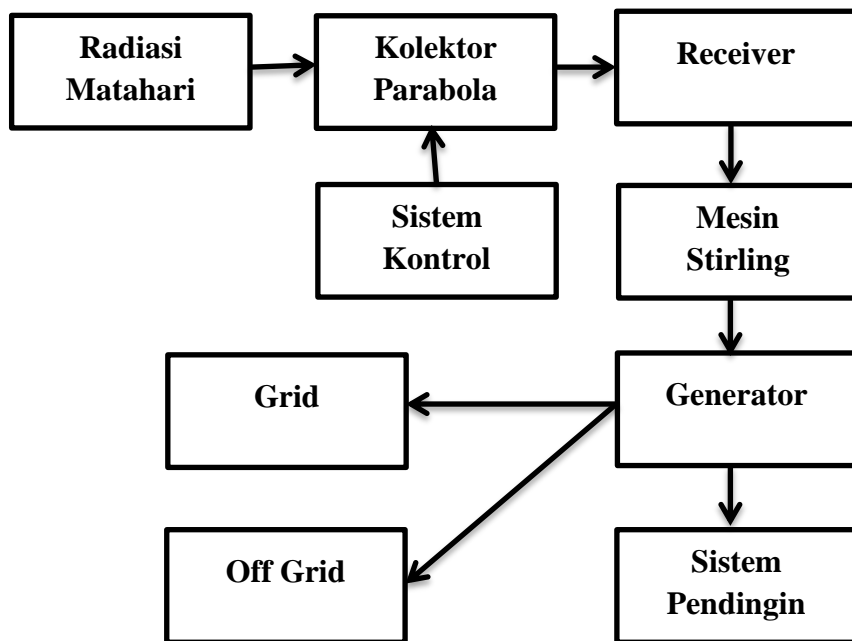 Radiasi
Matahari
Kolektor
Parabola
Receiver
Sistem
Kontrol
Mesin
Stirling
Grid
Generator
Off Grid
Sistem
Pendingin